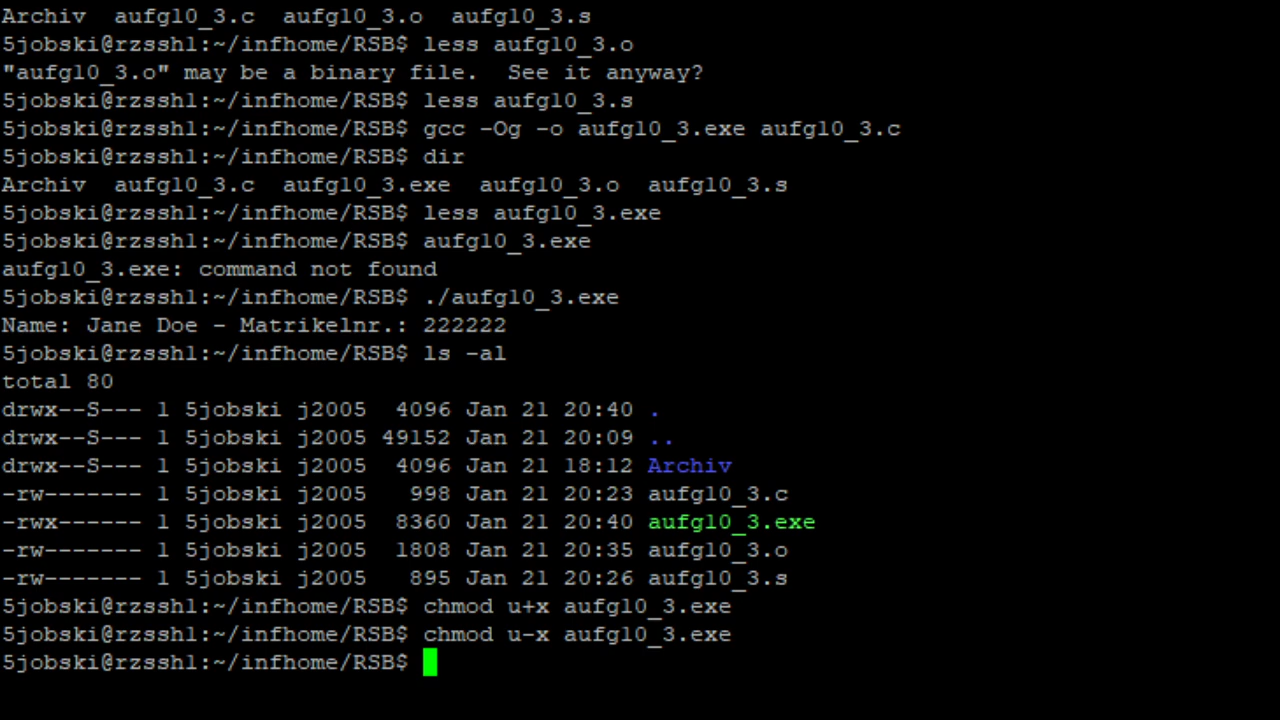 Archiv  aufg10_3.c  aufg10_3.o  aufg10_3.s
5jobski@rzssh1:~/infhome/RSB$ less aufg10_3.o
"aufg10_3.o" may be a binary file.  See it anyway?
5jobski@rzssh1:~/infhome/RSB$ less aufg10_3.s
5jobski@rzssh1:~/infhome/RSB$ gcc -Og -o aufg10_3.exe aufg10_3.c
5jobski@rzssh1:~/infhome/RSB$ dir
Archiv  aufg10_3.c  aufg10_3.exe  aufg10_3.o  aufg10_3.s
5jobski@rzssh1:~/infhome/RSB$ less aufg10_3.exe
5jobski@rzssh1:~/infhome/RSB$ aufg10_3.exe
aufg10_3.exe: command not found
5jobski@rzssh1:~/infhome/RSB$ ./aufg10_3.exe
Name: Jane Doe - Matrikelnr.: 222222
5jobski@rzssh1:~/infhome/RSB$ ls -al
total 80
drwx--S--- 1 5jobski j2005  4096 Jan 21 20:40 .
drwx--S--- 1 5jobski j2005 49152 Jan 21 20:09 ..
drwx--S--- 1 5jobski j2005  4096 Jan 21 18:12 Archiv
-rw------- 1 5jobski j2005   998 Jan 21 20:23 aufg10_3.c
-rwx------ 1 5jobski j2005  8360 Jan 21 20:40 aufg10_3.exe
-rw------- 1 5jobski j2005  1808 Jan 21 20:35 aufg10_3.o
-rw------- 1 5jobski j2005   895 Jan 21 20:26 aufg10_3.s
5jobski@rzssh1:~/infhome/RSB$ chmod u+x aufg10_3.exe
5jobski@rzssh1:~/infhome/RSB$ chmod u-x aufg10_3.exe
5jobski@rzssh1:~/infhome/RSB$